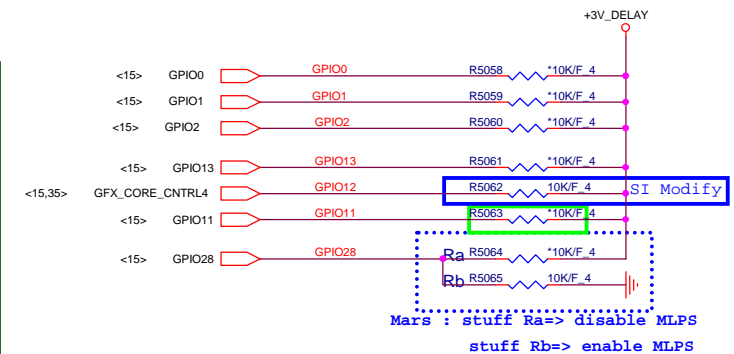 +3V_DELAY
<15> GPIO0 GPIO0 R5058 *10K/F_4
<15> GPIO1 GPIO1 R5059 *10K/F_4
<15> GPIO2 GPIO2 R5060 *10K/F_4
<15> GPIO13 GPIO13 R5061 *10K/F_4
<15,35> GFX_CORE_CNTRL4 GPIO12 R5062 10K/F_4 SI Modify
<15> GPIO11 GPIO11 R5063 *10K/F_4
<15> GPIO28 GPIO28 Ra R5064 *10K/F_4
Rb R5065 10K/F_4
Mars : stuff Ra=> disable MLPS
stuff Rb=> enable MLPS